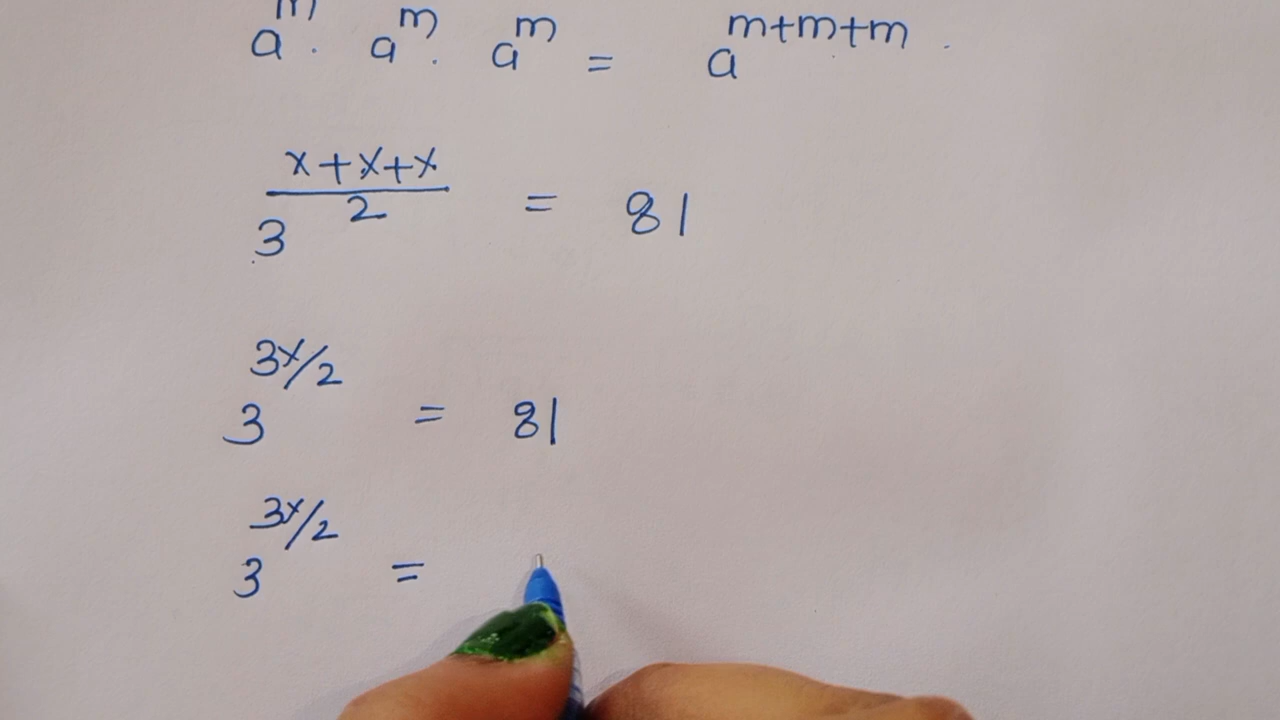 a^m . a^m . a^m = a^(m+m+m) .
3^((x+x+x)/2) = 81
3^(3x/2) = 81
3^(3x/2) =